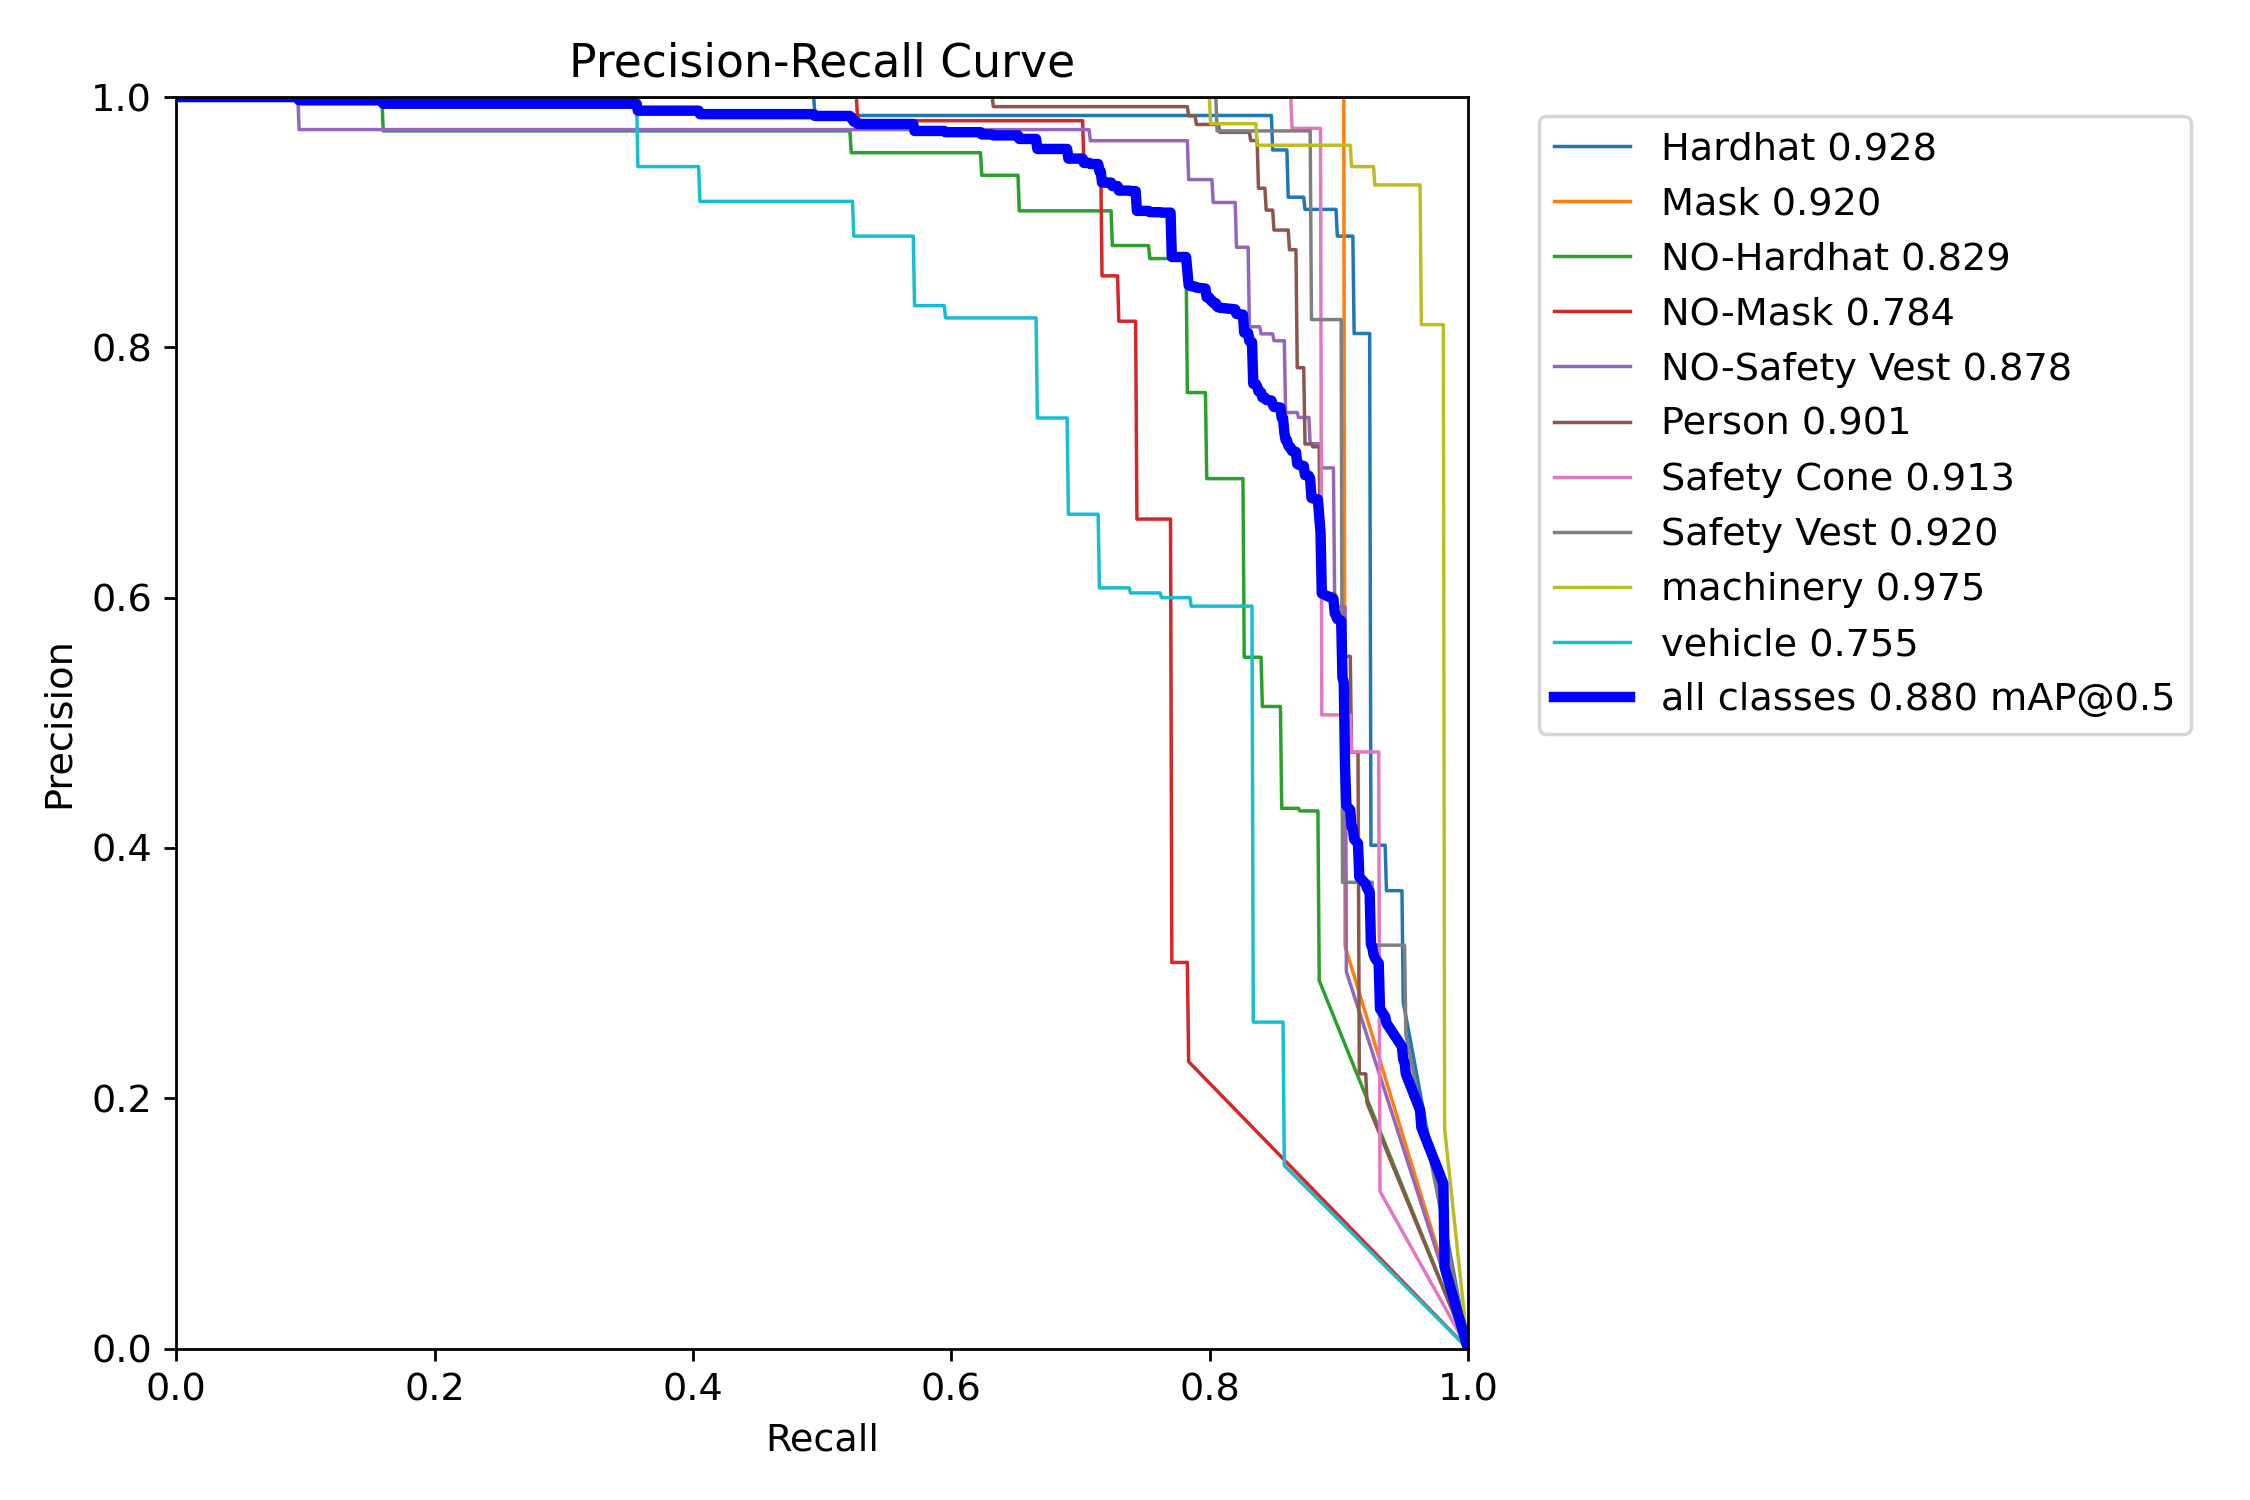 Precision-Recall Curve
1.0
0.8
0.6
0.4
0.2
0.0
Precision
0.0 0.2 0.4 0.6 0.8 1.0
Recall
Hardhat 0.928
Mask 0.920
NO-Hardhat 0.829
NO-Mask 0.784
NO-Safety Vest 0.878
Person 0.901
Safety Cone 0.913
Safety Vest 0.920
machinery 0.975
vehicle 0.755
all classes 0.880 mAP@0.5